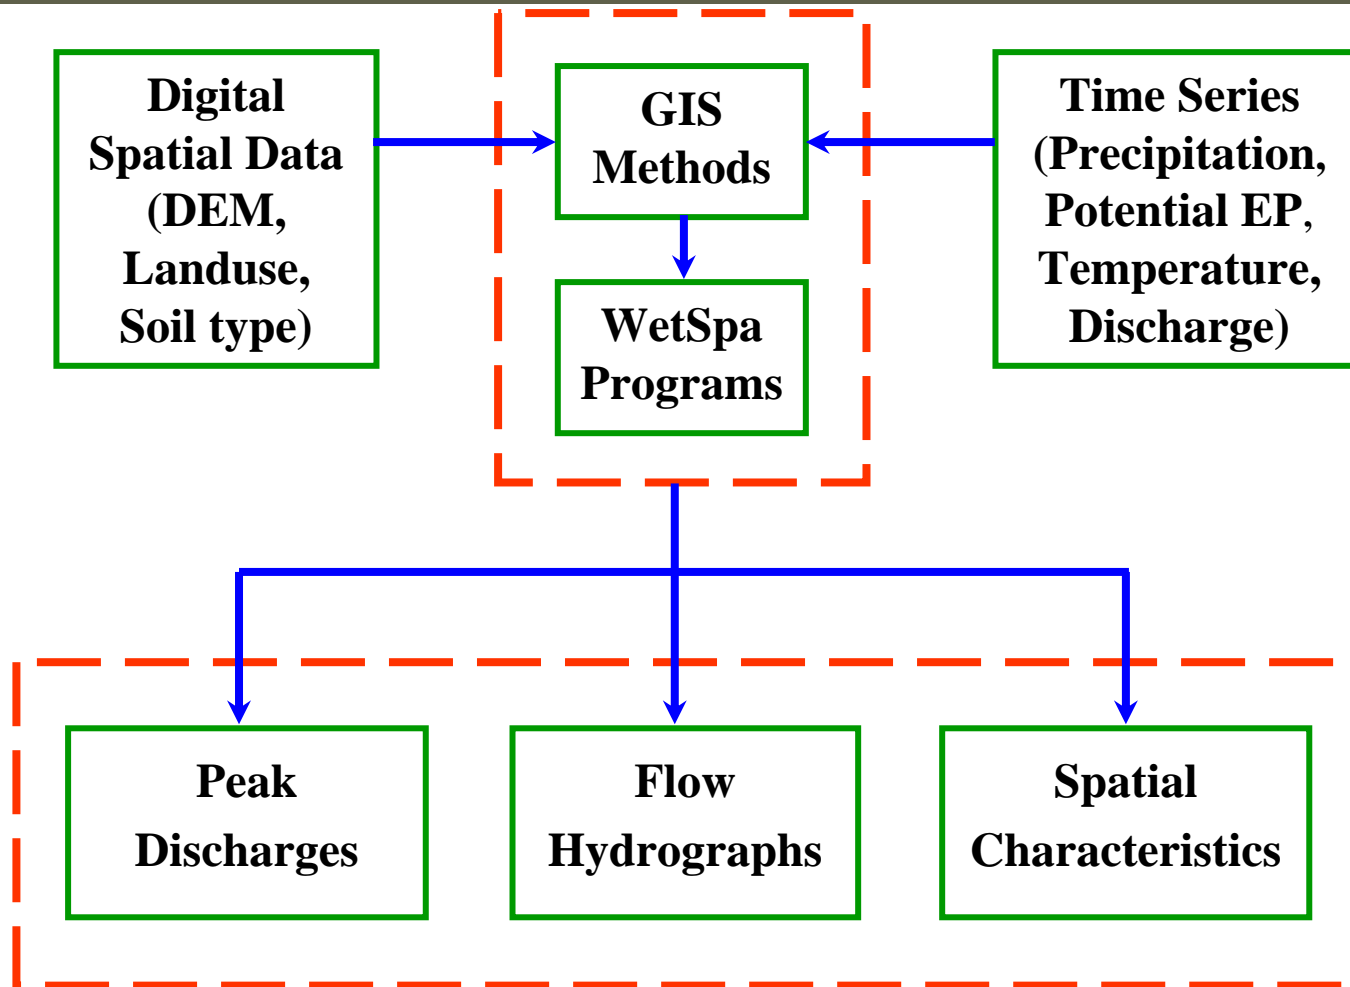 Digital
Spatial Data
(DEM,
Landuse,
Soil type)
GIS
Methods
WetSpa
Programs
Time Series
(Precipitation,
Potential EP,
Temperature,
Discharge)
Peak
Discharges
Flow
Hydrographs
Spatial
Characteristics